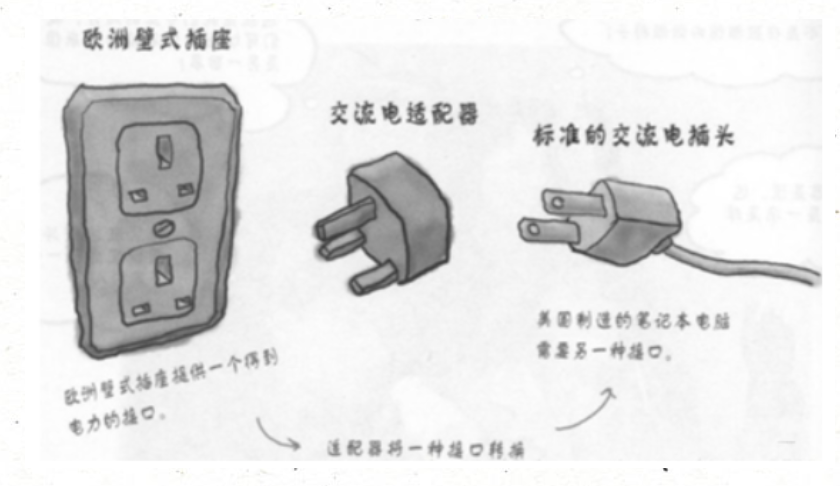 欧洲壁式插座
交流电适配器
标准的交流电插头
美国制造的笔记本电脑
需要另一种接口。
欧洲壁式插座提供一个得到
电力的接口。
适配器将一种接口转换